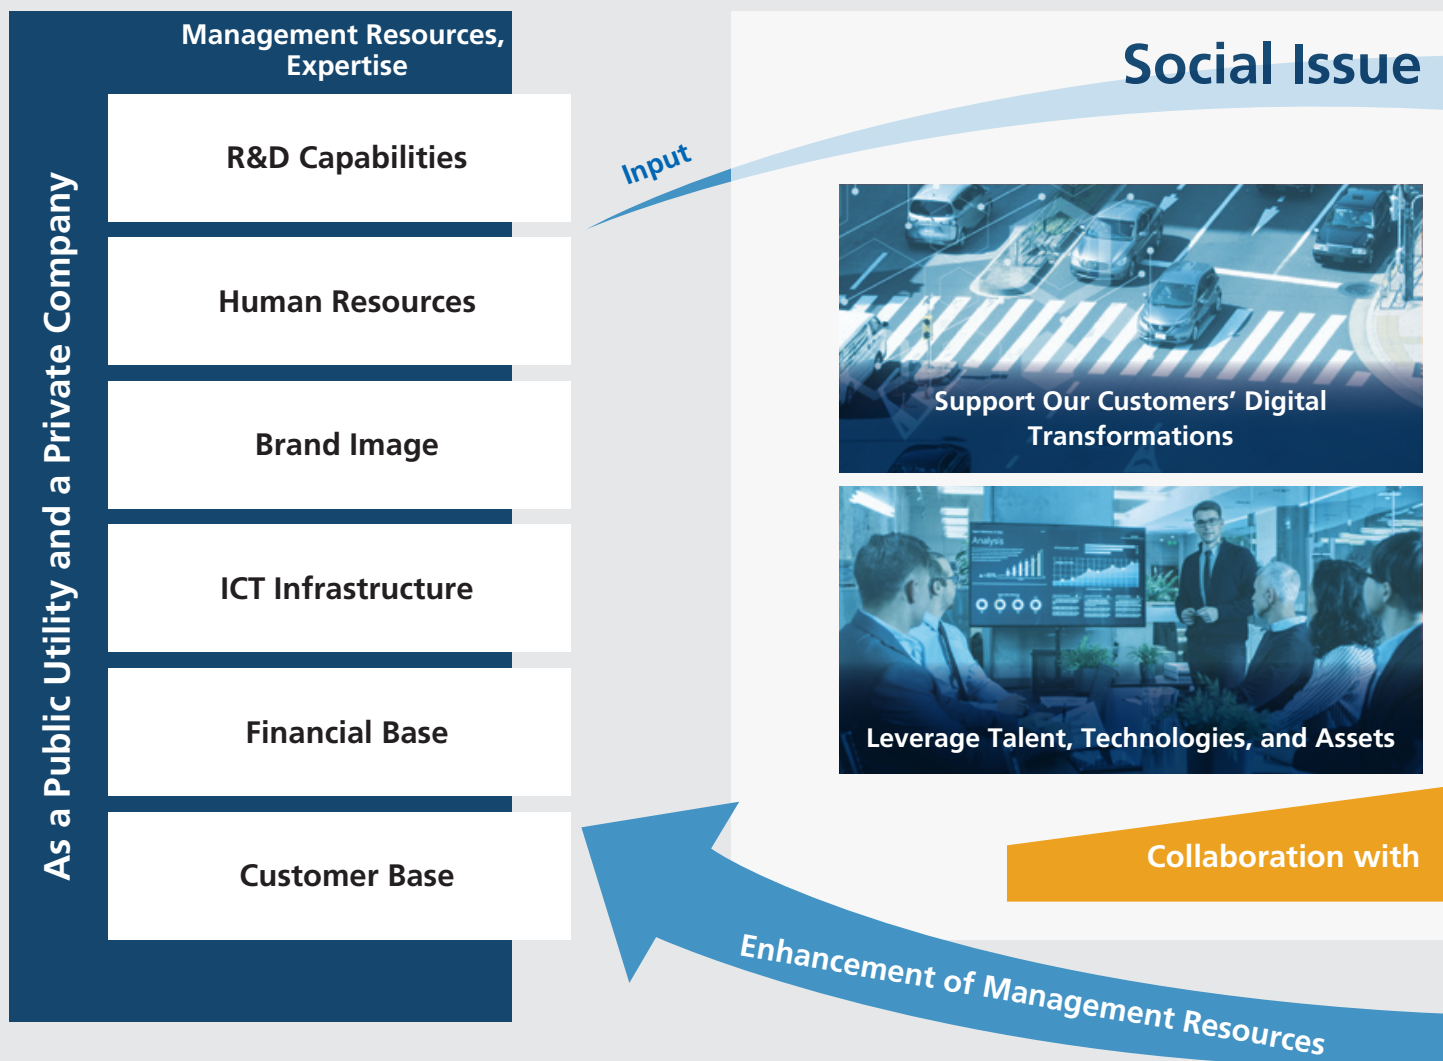 Management Resources,
Expertise
As a Public Utility and a Private Company
R&D Capabilities
Human Resources
Brand Image
ICT Infrastructure
Financial Base
Customer Base
Input
Social Issue
Support Our Customers’ Digital
Transformations
Analysis
Leverage Talent, Technologies, and Assets
Collaboration with
Enhancement of Management Resources